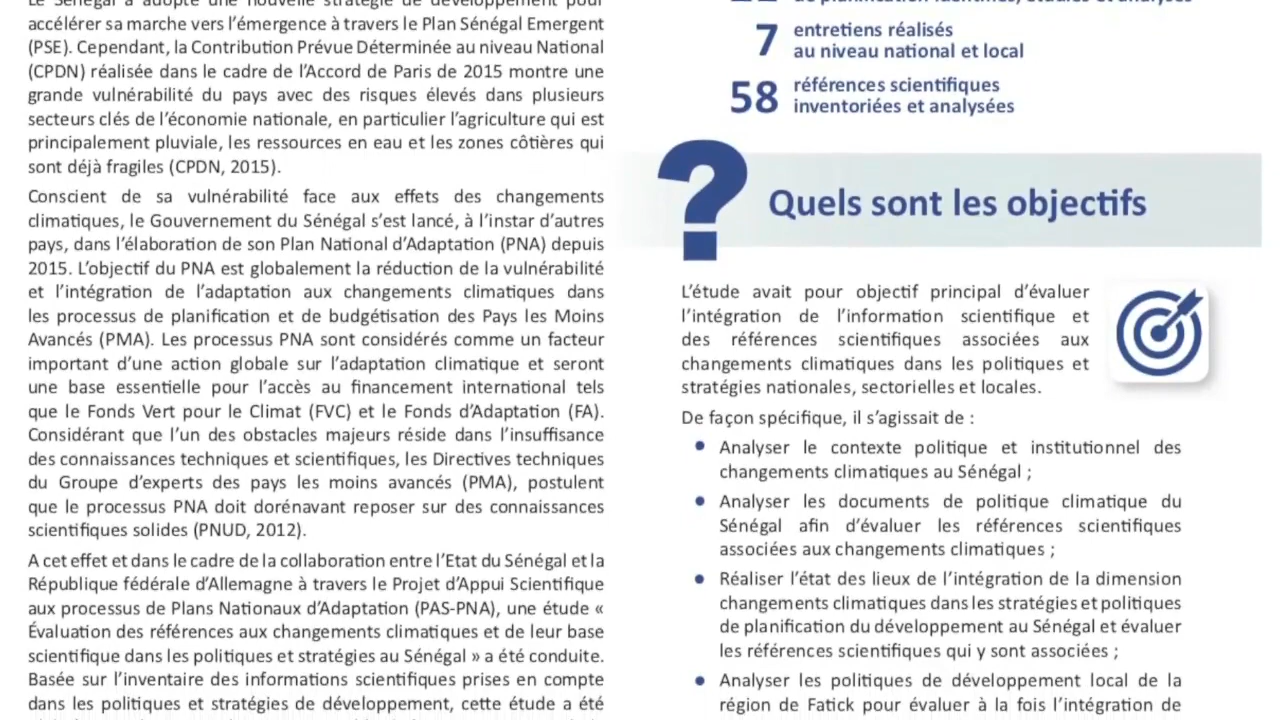 Le Sénégal a adopté une nouvelle stratégie de développement pour
accélérer sa marche vers l’émergence à travers le Plan Sénégal Emergent
(PSE). Cependant, la Contribution Prévue Déterminée au niveau National
(CPDN) réalisée dans le cadre de l’Accord de Paris de 2015 montre une
grande vulnérabilité du pays avec des risques élevés dans plusieurs
secteurs clés de l’économie nationale, en particulier l’agriculture qui est
principalement pluviale, les ressources en eau et les zones côtières qui
sont déjà fragiles (CPDN, 2015).
Conscient de sa vulnérabilité face aux effets des changements
climatiques, le Gouvernement du Sénégal s’est lancé, à l’instar d’autres
pays, dans l’élaboration de son Plan National d’Adaptation (PNA) depuis
2015. L’objectif du PNA est globalement la réduction de la vulnérabilité
et l’intégration de l’adaptation aux changements climatiques dans
les processus de planification et de budgétisation des Pays les Moins
Avancés (PMA). Les processus PNA sont considérés comme un facteur
important d’une action globale sur l’adaptation climatique et seront
une base essentielle pour l’accès au financement international tels
que le Fonds Vert pour le Climat (FVC) et le Fonds d’Adaptation (FA).
Considérant que l’un des obstacles majeurs réside dans l’insuffisance
des connaissances techniques et scientifiques, les Directives techniques
du Groupe d’experts des pays les moins avancés (PMA), postulent
que le processus PNA doit dorénavant reposer sur des connaissances
scientifiques solides (PNUD, 2012).
A cet effet et dans le cadre de la collaboration entre l’Etat du Sénégal et la
République fédérale d’Allemagne à travers le Projet d’Appui Scientifique
aux processus de Plans Nationaux d’Adaptation (PAS-PNA), une étude «
Évaluation des références aux changements climatiques et de leur base
scientifique dans les politiques et stratégies au Sénégal » a été conduite.
Basée sur l’inventaire des informations scientifiques prises en compte
dans les politiques et stratégies de développement, cette étude a été
de planification identifiés, étudiés et analysés
7 entretiens réalisés
au niveau national et local
58 références scientifiques
inventoriées et analysées
? Quels sont les objectifs
L’étude avait pour objectif principal d’évaluer
l’intégration de l’information scientifique et
des références scientifiques associées aux
changements climatiques dans les politiques et
stratégies nationales, sectorielles et locales.
De façon spécifique, il s’agissait de :
• Analyser le contexte politique et institutionnel des
changements climatiques au Sénégal ;
• Analyser les documents de politique climatique du
Sénégal afin d’évaluer les références scientifiques
associées aux changements climatiques ;
• Réaliser l’état des lieux de l’intégration de la dimension
changements climatiques dans les stratégies et politiques
de planification du développement au Sénégal et évaluer
les références scientifiques qui y sont associées ;
• Analyser les politiques de développement local de la
région de Fatick pour évaluer à la fois l’intégration de